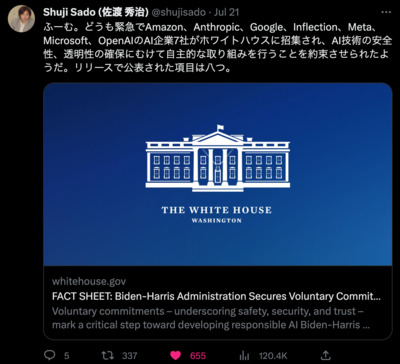 Shuji Sado (佐渡 秀治) @shujisado · Jul 21
ふーむ。どうも緊急でAmazon、Anthropic、Google、Inflection、Meta、
Microsoft、OpenAIのAI企業7社がホワイトハウスに招集され、AI技術の安全
性、透明性の確保にむけて自主的な取り組みを行うことを約束させられたよ
うだ。リリースで公表された項目は八つ。
THE WHITE HOUSE
WASHINGTON
whitehouse.gov
FACT SHEET: Biden-Harris Administration Secures Voluntary Commit...
Voluntary commitments – underscoring safety, security, and trust –
mark a critical step toward developing responsible AI Biden-Harris ...
5 337 655 120.4K